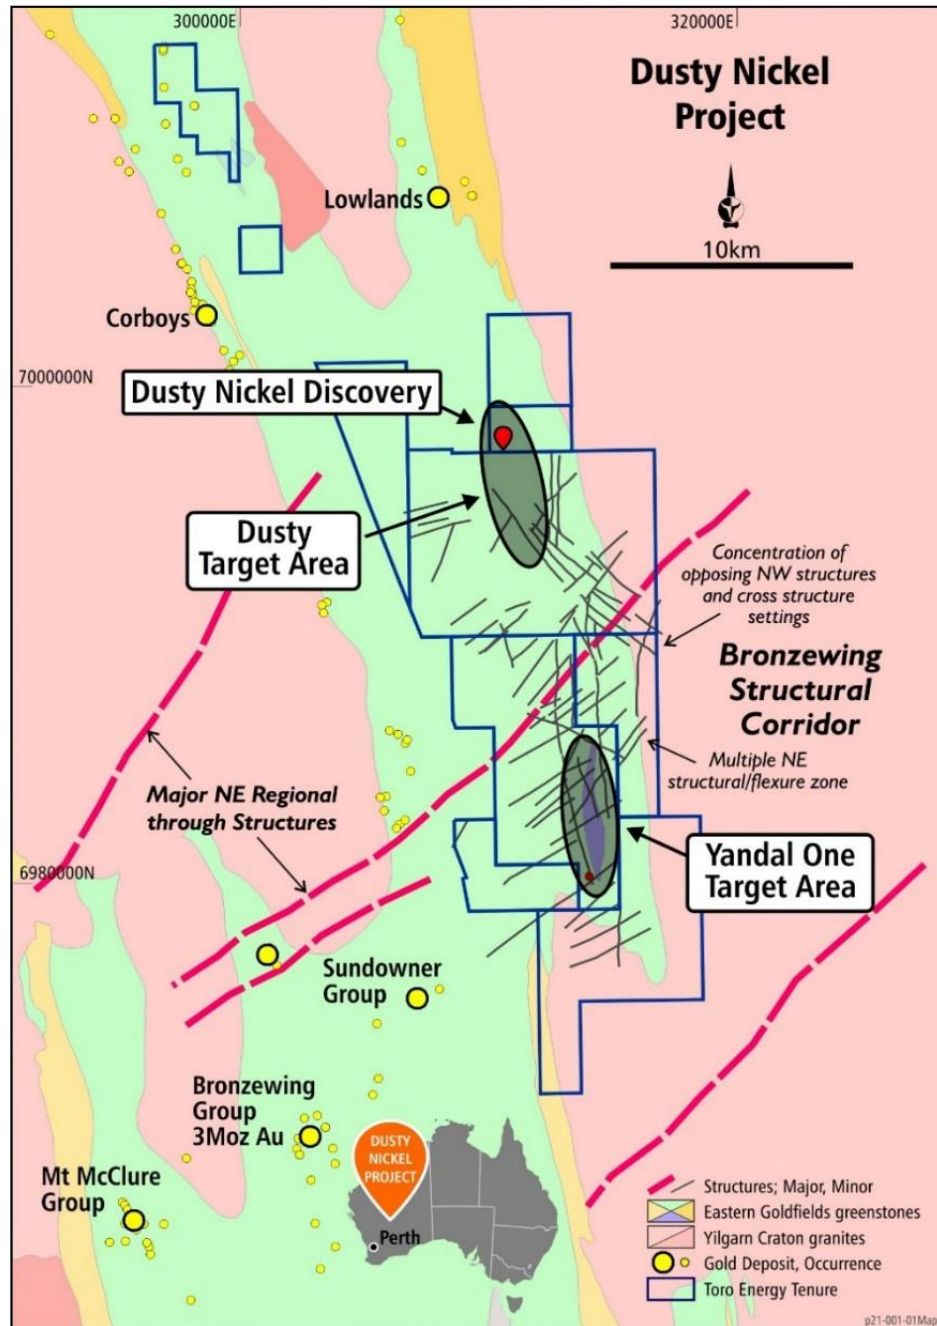 300000E
320000E
Dusty Nickel
Project
10km
Lowlands
Corboys
7000000N
Dusty Nickel Discovery
Dusty
Target Area
Concentration of
opposing NW structures
and cross structure
settings
Bronzewing
Structural
Corridor
Multiple NE
structural/flexure zone
Major NE Regional
through Structures
6980000N
Yandal One
Target Area
Sundowner
Group
Bronzewing
Group
3Moz Au
Mt McClure
Group
DUSTY
NICKEL
PROJECT
Perth
Structures; Major, Minor
Eastern Goldfields greenstones
Yilgarn Craton granites
Gold Deposit, Occurrence
Toro Energy Tenure
p21-001-01Map